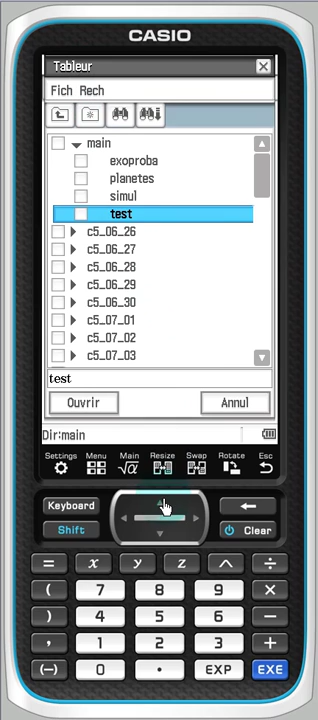 CASIO
Tableur
Fich Rech
main
exoproba
planetes
simul
test
c5_06_26
c5_06_27
c5_06_28
c5_06_29
c5_06_30
c5_07_01
c5_07_02
c5_07_03
test
Ouvrir Annul
Dir:main
Settings Menu Main Resize Swap Rotate Esc
√α
Keyboard
Shift Clear
= x y z ^ ÷
( 7 8 9 ×
) 4 5 6 −
, 1 2 3 +
(−) 0 • EXP EXE